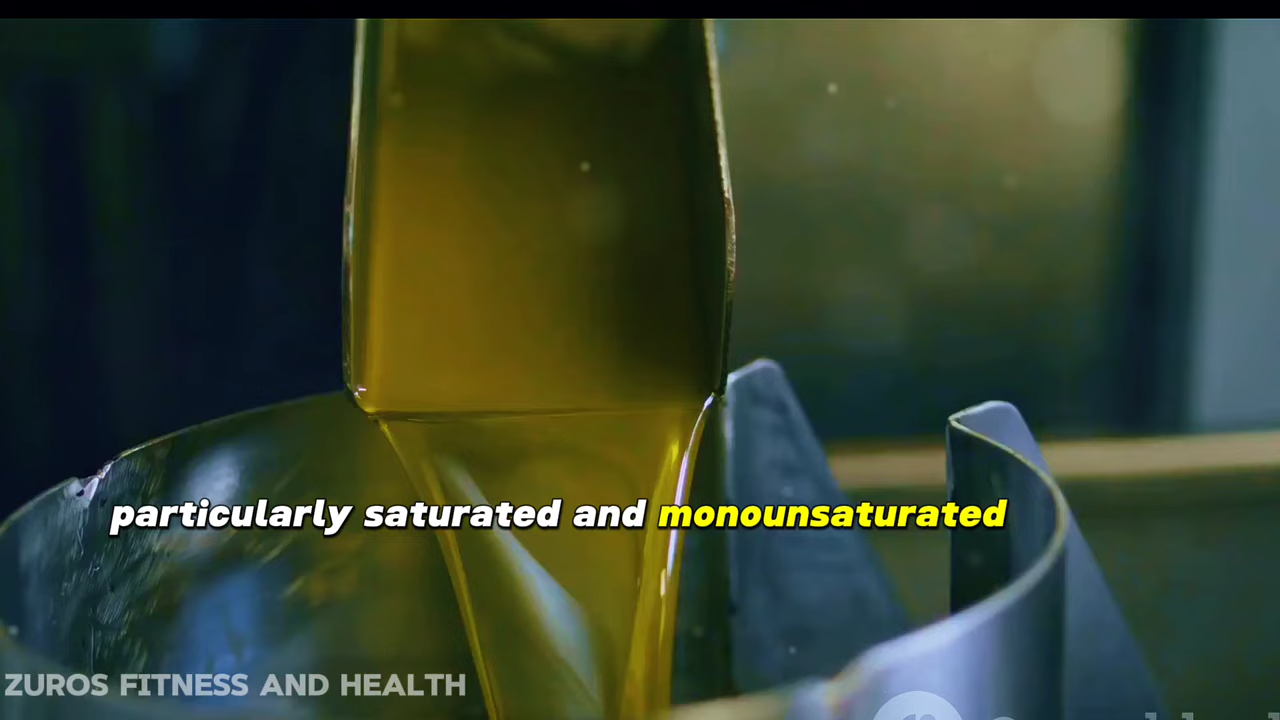 particularly saturated and monounsaturated
ZUROS FITNESS AND HEALTH